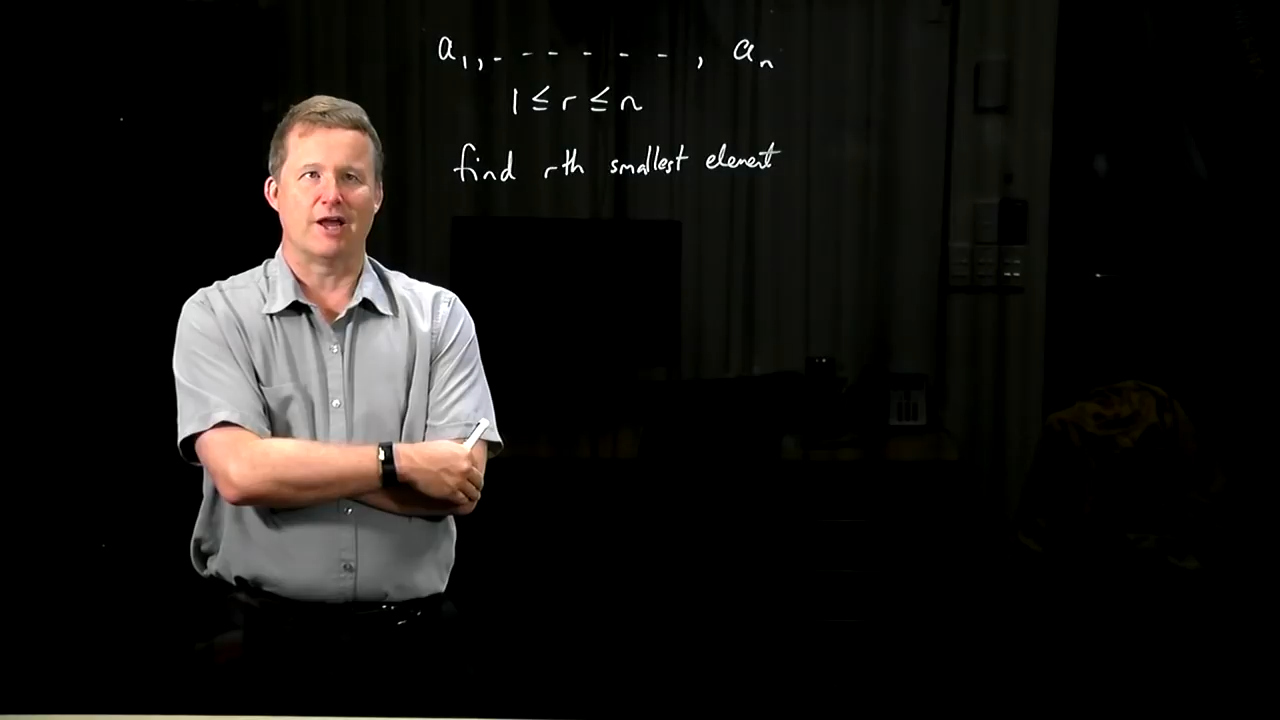 a₁, - - - - - - , aₙ
1 ≤ r ≤ n
find rth smallest element